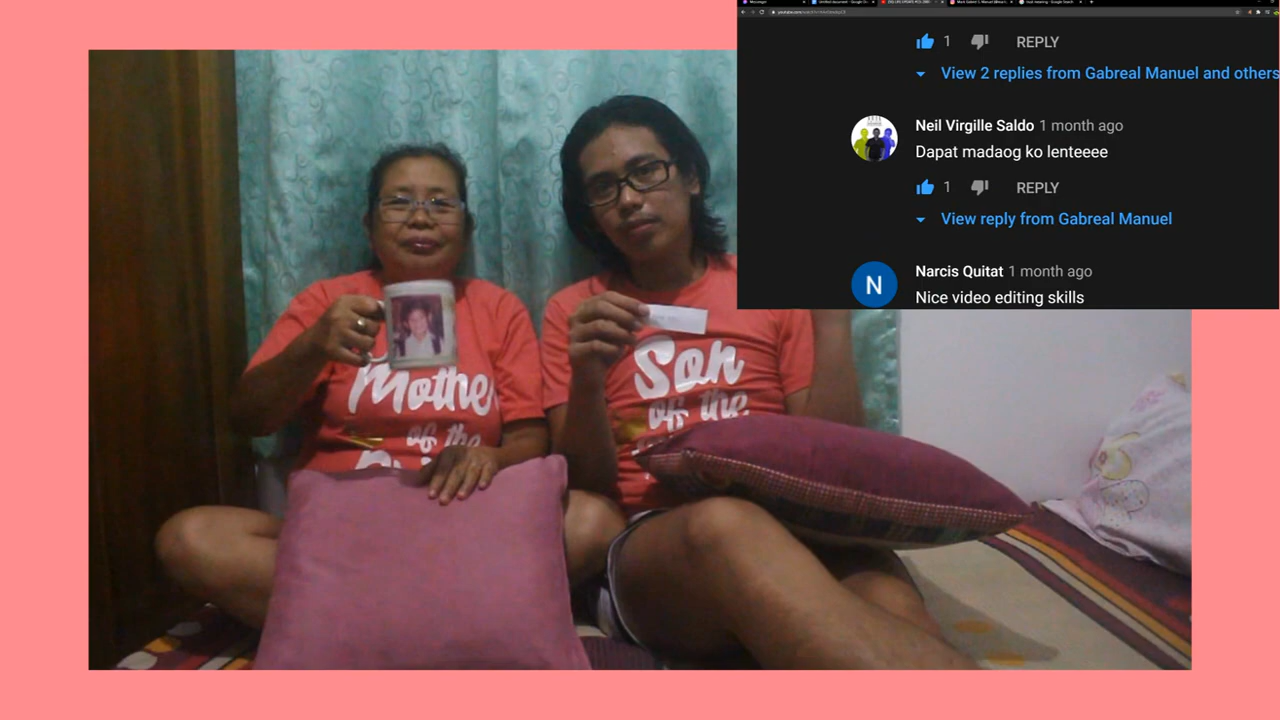 1 REPLY
View 2 replies from Gabreal Manuel and others
Neil Virgille Saldo 1 month ago
Dapat madaog ko lenteeee
1 REPLY
View reply from Gabreal Manuel
N
Narcis Quitat 1 month ago
Nice video editing skills
Mother
of the
Son
of the